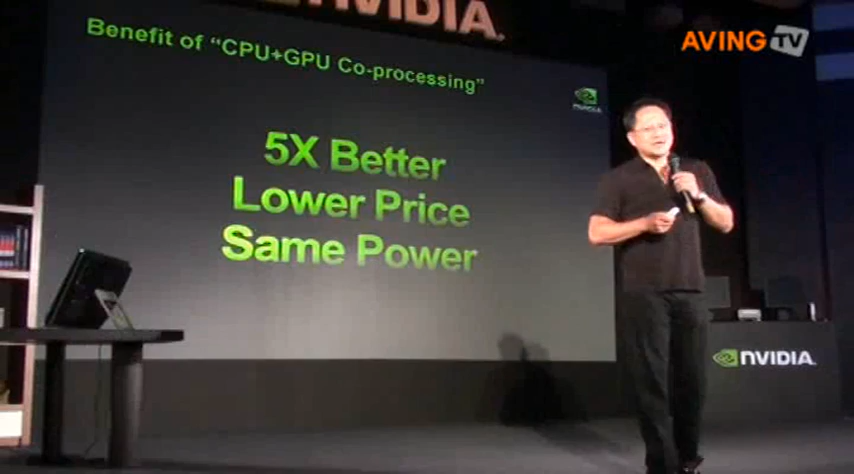 NVIDIA.
AVING TV
Benefit of “CPU+GPU Co-processing”
NVIDIA.
5X Better
Lower Price
Same Power
NVIDIA.